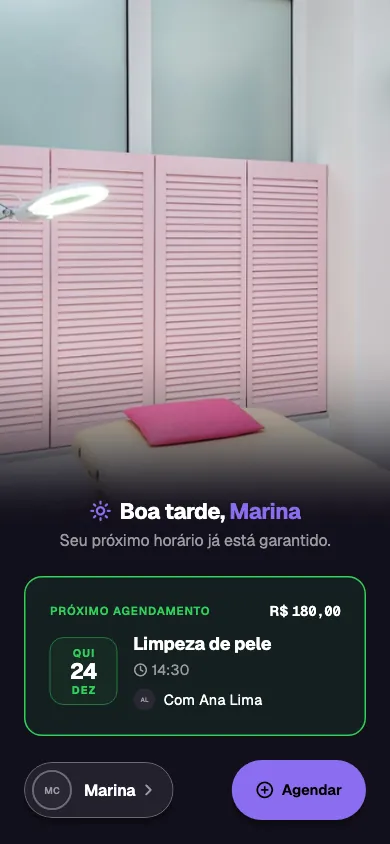 Boa tarde, Marina
Seu próximo horário já está garantido.
PRÓXIMO AGENDAMENTO
R$ 180,00
QUI
24
DEZ
Limpeza de pele
14:30
AL
Com Ana Lima
MC
Marina
Agendar